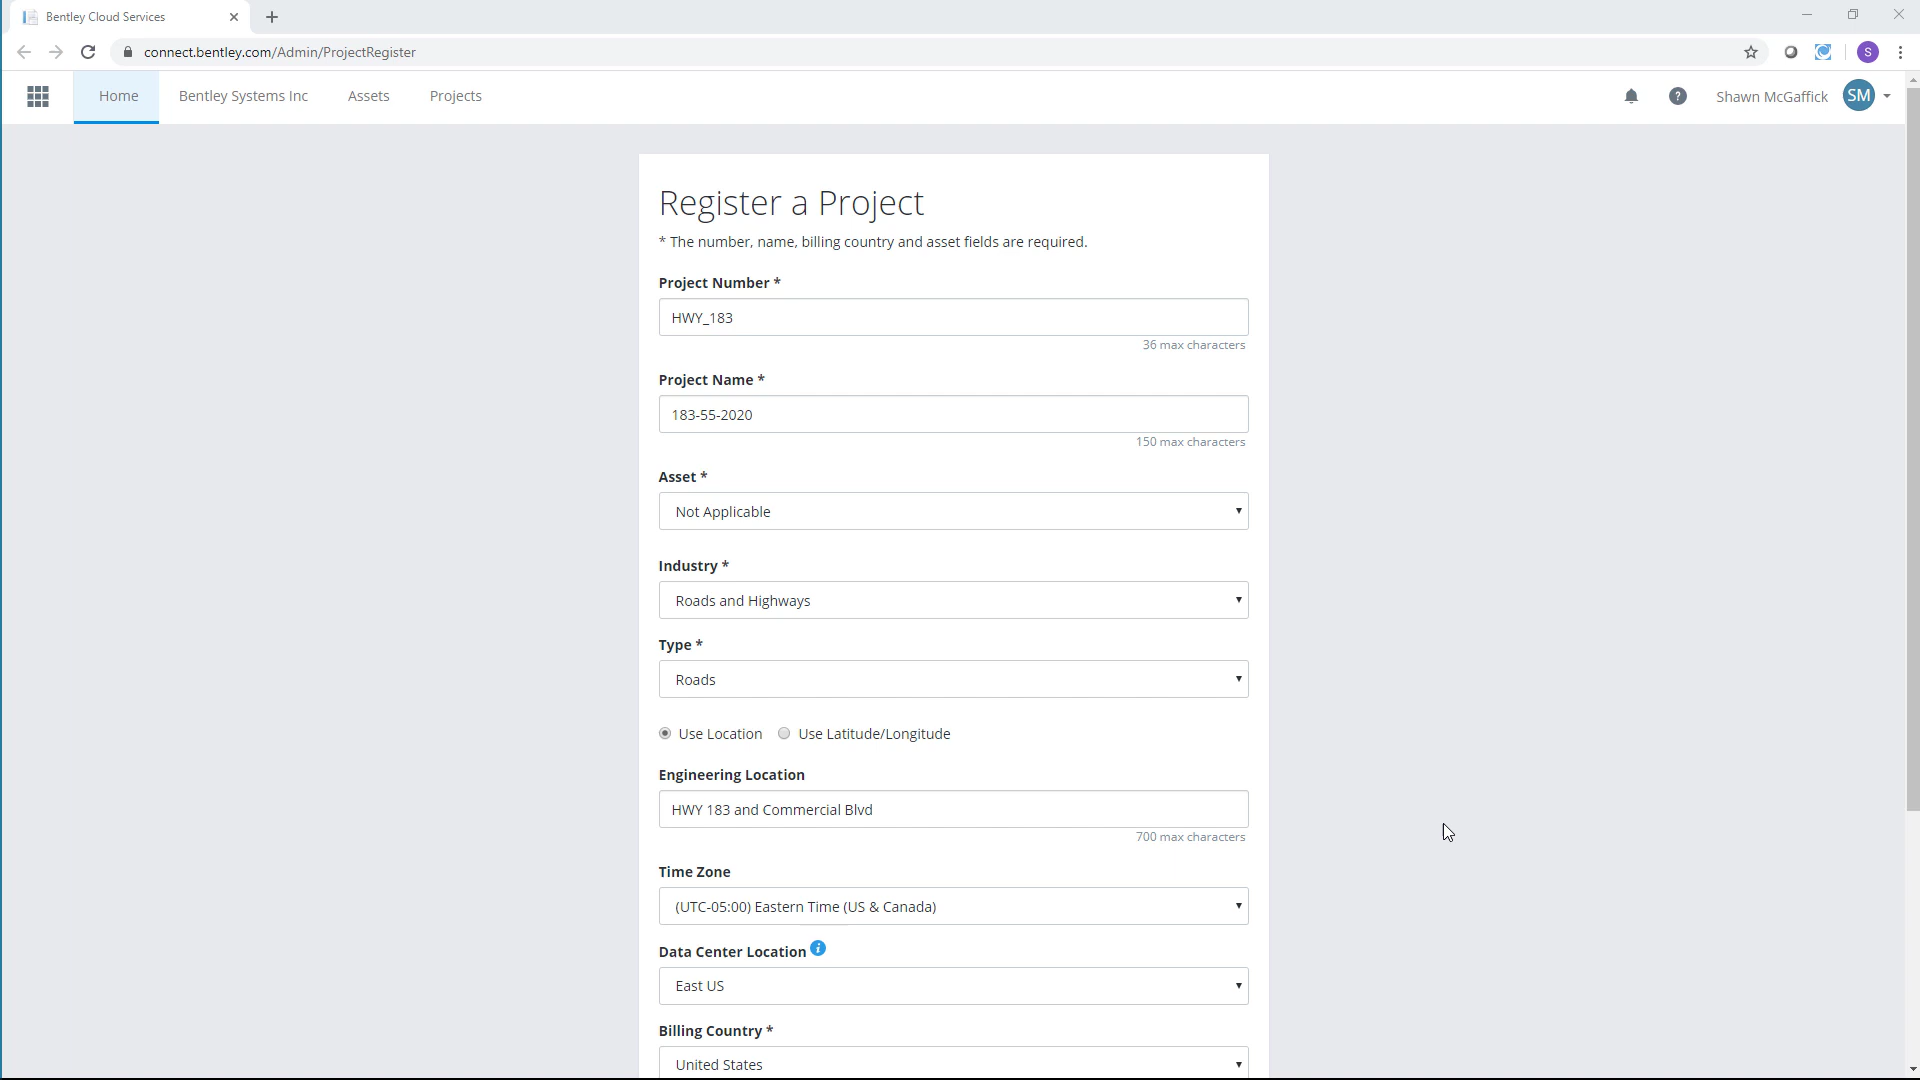 Bentley Cloud Services
connect.bentley.com/Admin/ProjectRegister
S
Home Bentley Systems Inc Assets Projects
? Shawn McGaffick SM
Register a Project
* The number, name, billing country and asset fields are required.
Project Number *
HWY_183
36 max characters
Project Name *
183-55-2020
150 max characters
Asset *
Not Applicable
Industry *
Roads and Highways
Type *
Roads
Use Location Use Latitude/Longitude
Engineering Location
HWY 183 and Commercial Blvd
700 max characters
Time Zone
(UTC-05:00) Eastern Time (US & Canada)
Data Center Location i
East US
Billing Country *
United States